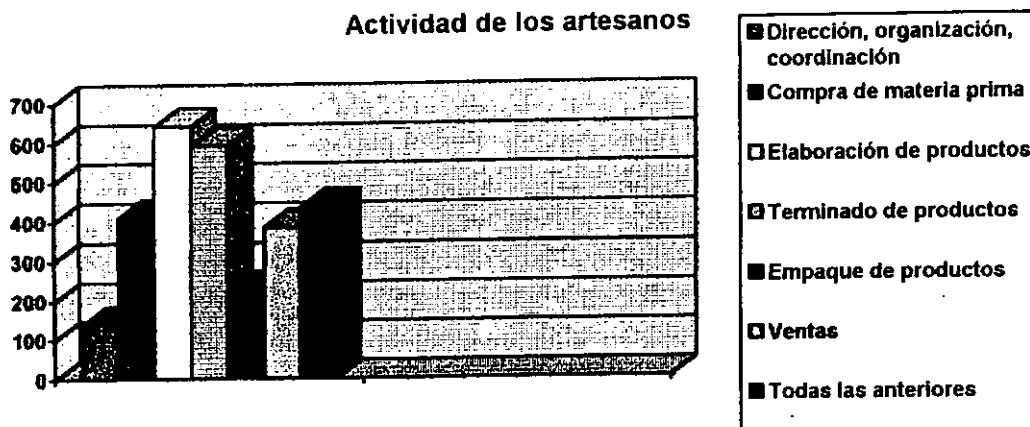 Actividad de los artesanos
700
600
500
400
300
200
100
0
Dirección, organización,
coordinación
Compra de materia prima
Elaboración de productos
Terminado de productos
Empaque de productos
Ventas
Todas las anteriores